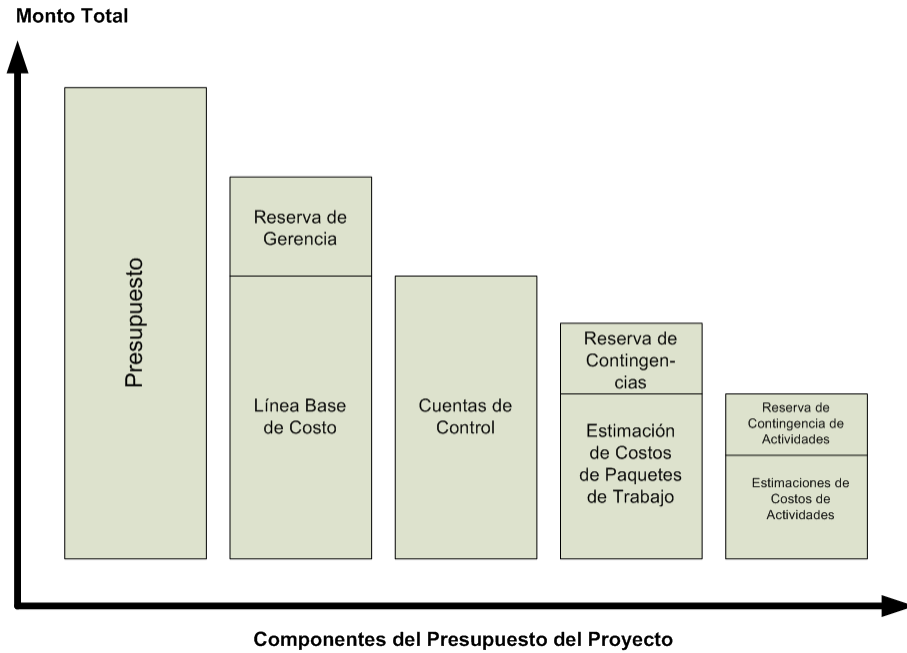 Monto Total
Presupuesto
Reserva de
Gerencia
Línea Base
de Costo
Cuentas de
Control
Reserva de
Contingen-
cias
Estimación
de Costos
de Paquetes
de Trabajo
Reserva de
Contingencia de
Actividades
Estimaciones de
Costos de
Actividades
Componentes del Presupuesto del Proyecto